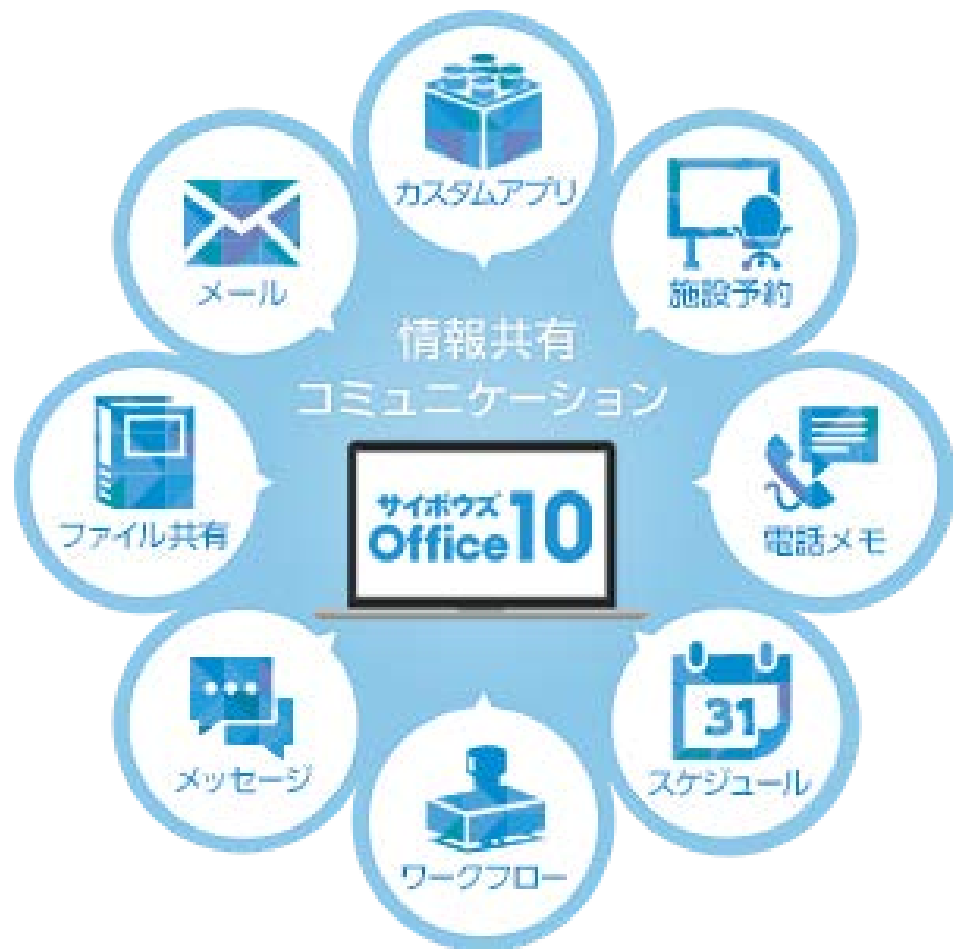 カスタムアプリ
メール
施設予約
情報共有
コミュニケーション
ファイル共有
サイボウズ
Office10
電話メモ
メッセージ
31
スケジュール
ワークフロー